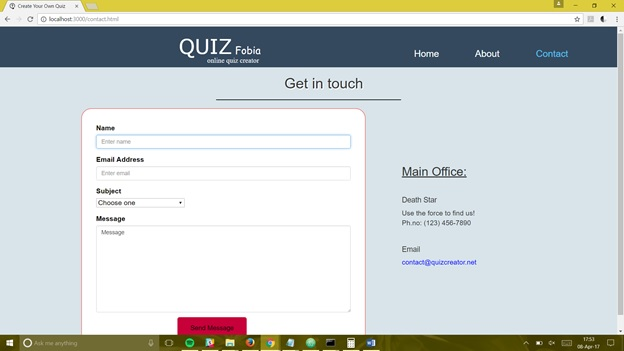 Create Your Own Quiz
localhost:3000/contact.html
QUIZ Fobia
online quiz creator
Home About Contact
Get in touch
Name
Enter name
Email Address
Enter email
Subject
Choose one
Message
Message
Send Message
Main Office:
Death Star
Use the force to find us!
Ph.no: (123) 456-7890
Email
contact@quizcreator.net
Ask me anything
17:53
08-Apr-17